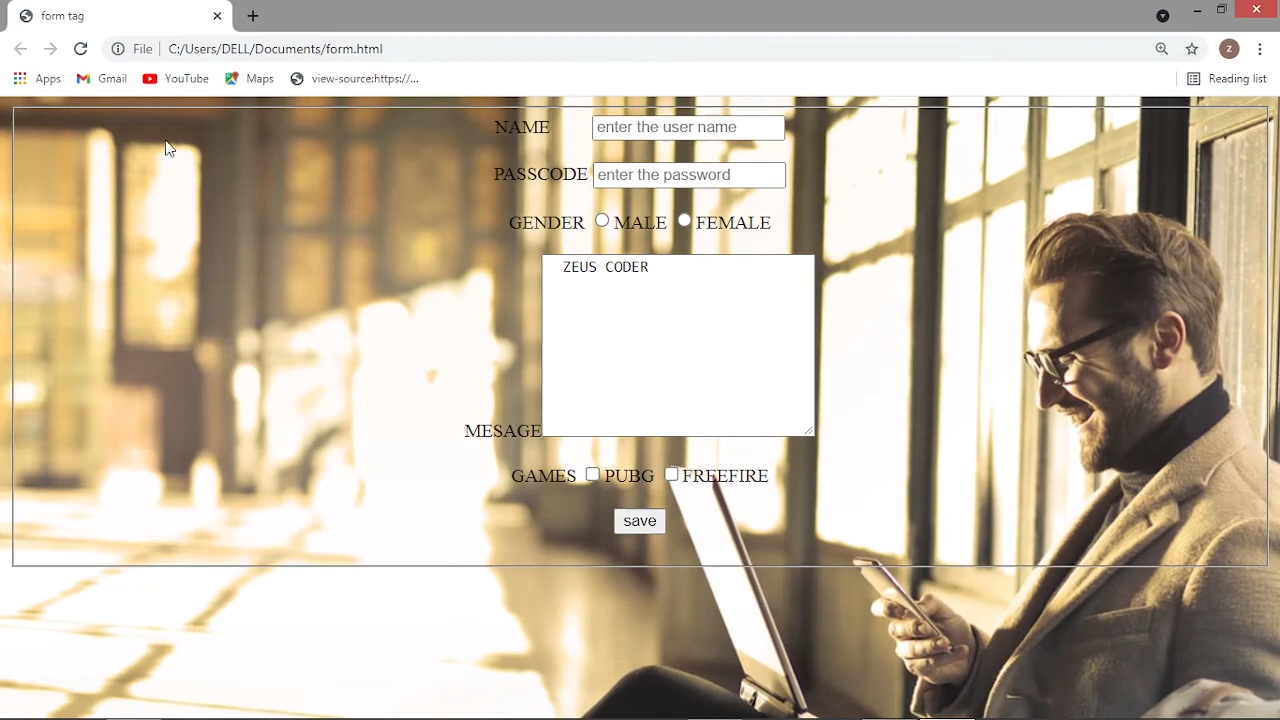 form tag
File C:/Users/DELL/Documents/form.html
z
Apps Gmail YouTube Maps view-source:https://... Reading list
NAME enter the user name
PASSCODE enter the password
GENDER MALE FEMALE
ZEUS CODER
MESAGE
GAMES PUBG FREEFIRE
save